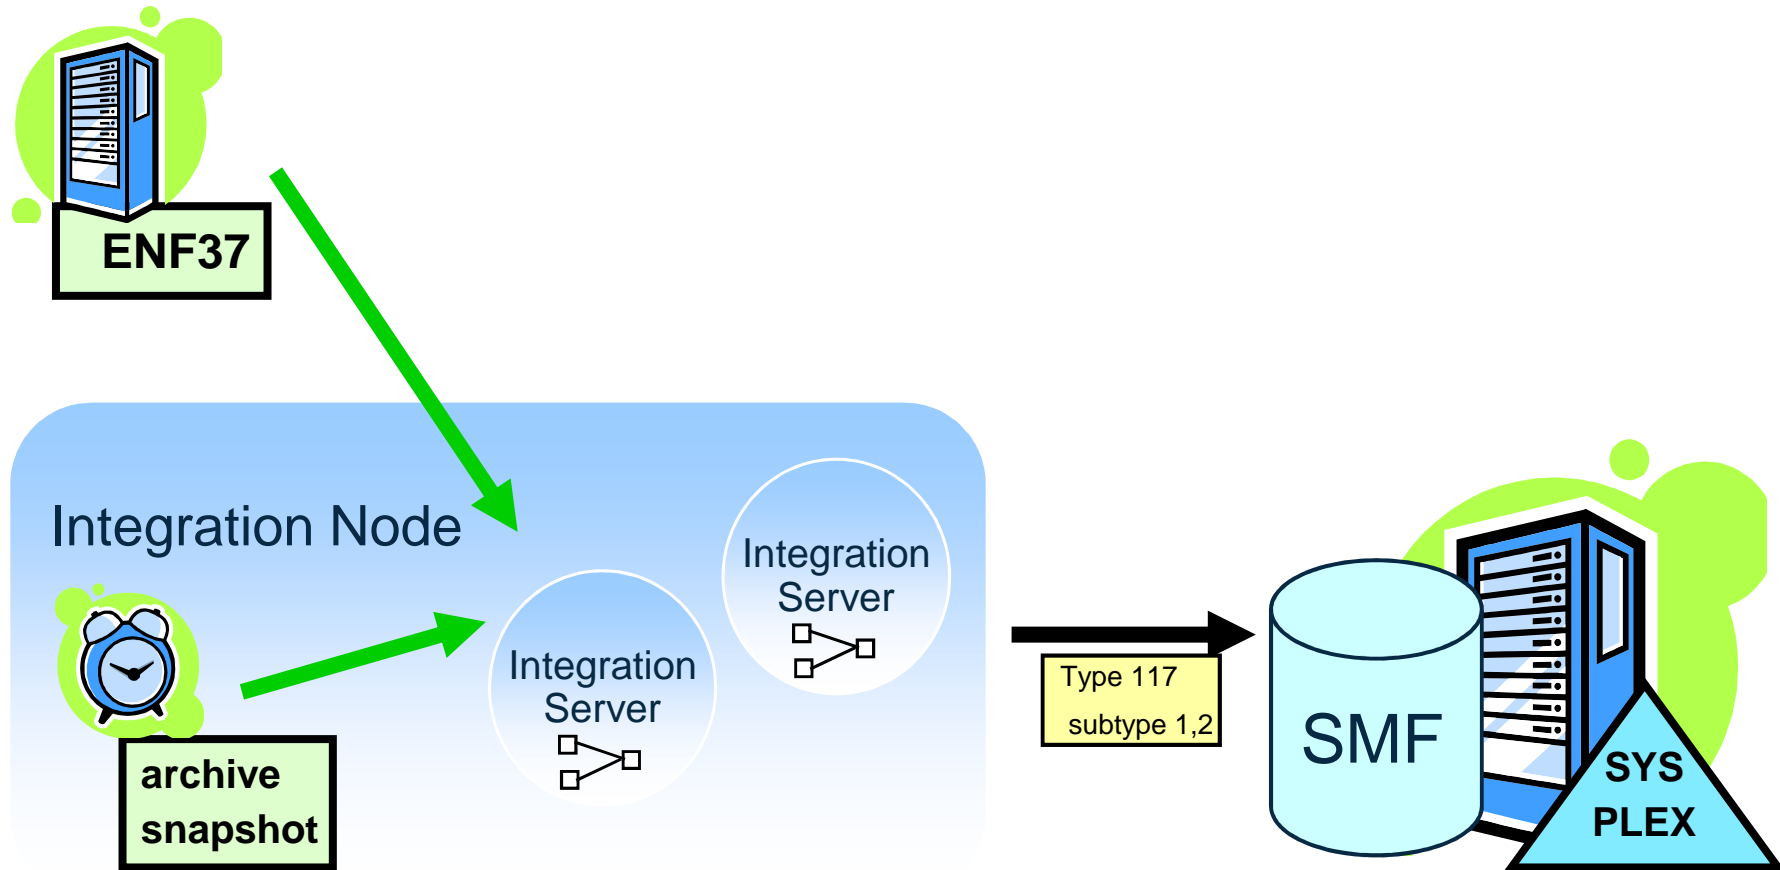 ENF37
Integration Node
Integration
Server
Integration
Server
archive
snapshot
Type 117
subtype 1,2
SMF
SYS
PLEX